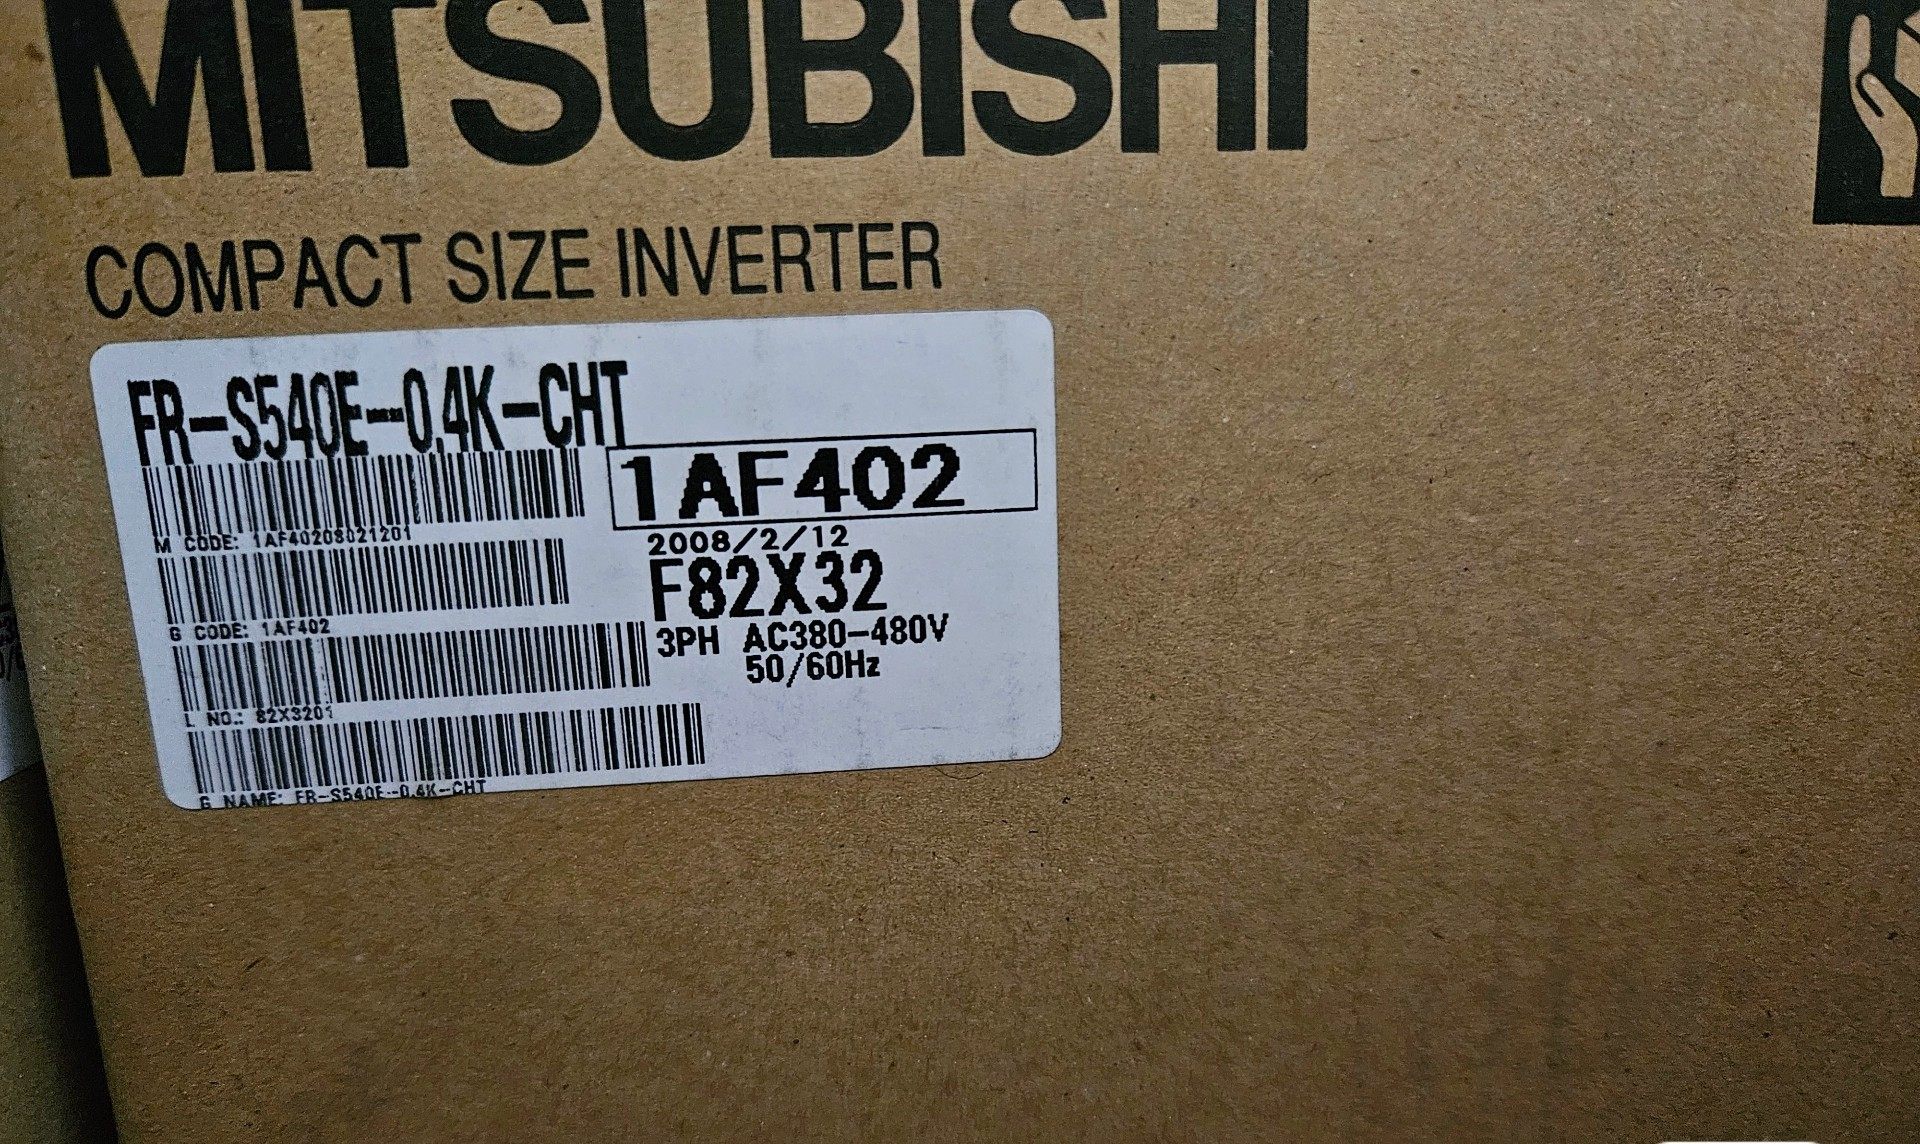 MITSUBISHI
COMPACT SIZE INVERTER
FR-S540E-0.4K-CHT
1AF402
M CODE: 1AF40208021201
2008/2/12
F82X32
G CODE: 1AF402
3PH AC380-480V
50/60Hz
L NO.: 82X3201
G NAME: FR-S540E-0.4K-CHT